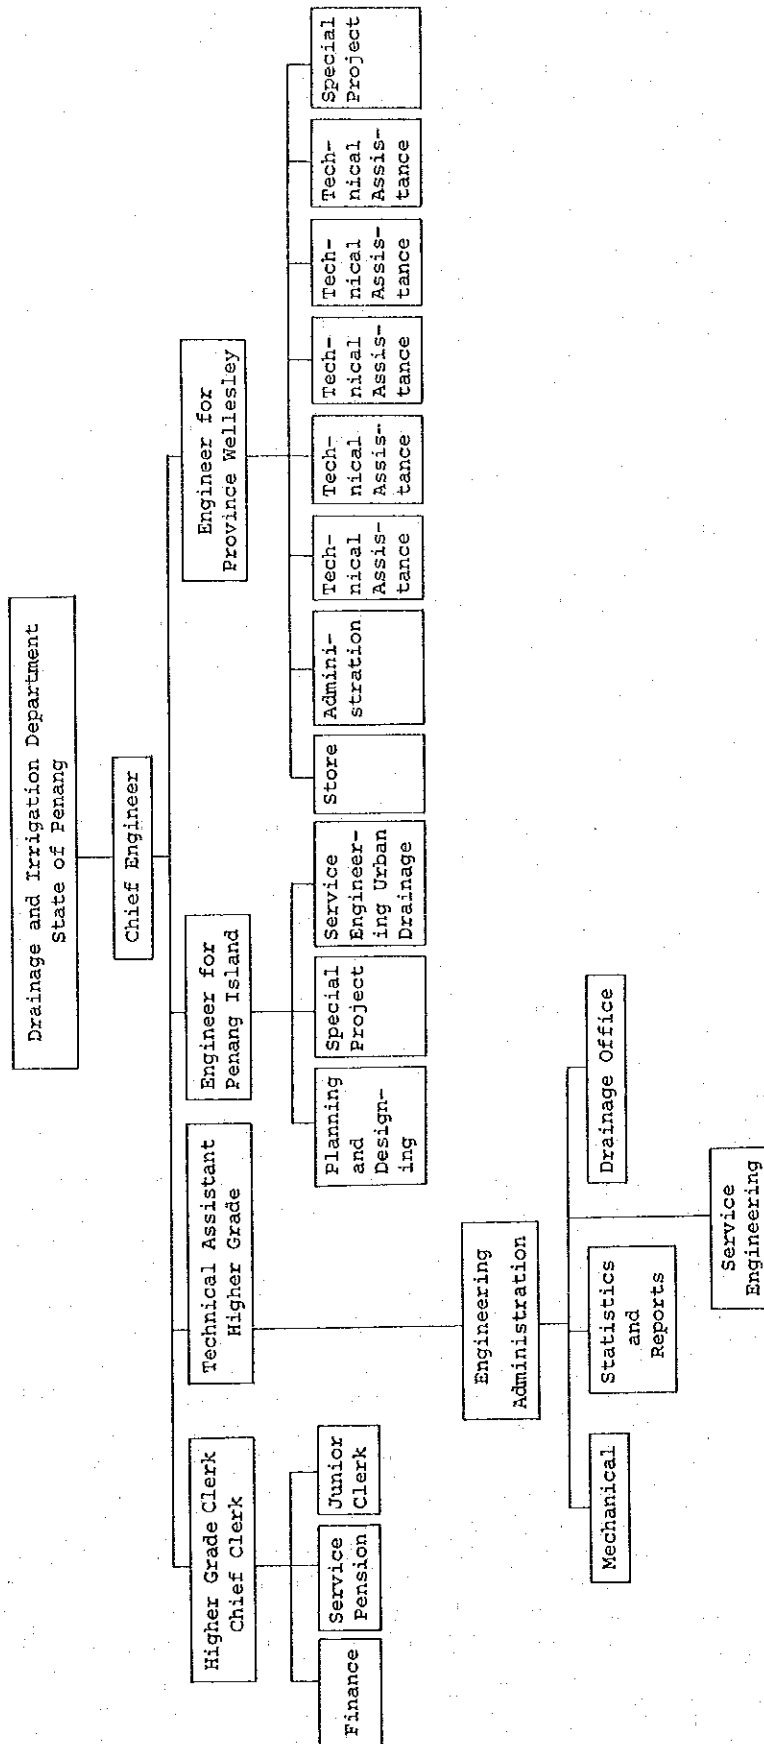 Drainage and Irrigation Department
State of Penang
Chief Engineer
Higher Grade Clerk
Chief Clerk
Technical Assistant
Higher Grade
Engineer for
Penang Island
Engineer for
Province Wellesley
Finance
Service
Pension
Junior
Clerk
Planning
and
Design-
ing
Special
Project
Service
Engineer-
ing Urban
Drainage
Store
Admini-
stration
Tech-
nical
Assis-
tance
Tech-
nical
Assis-
tance
Tech-
nical
Assis-
tance
Tech-
nical
Assis-
tance
Tech-
nical
Assis-
tance
Special
Project
Engineering
Administration
Mechanical
Statistics
and
Reports
Drainage Office
Service
Engineering